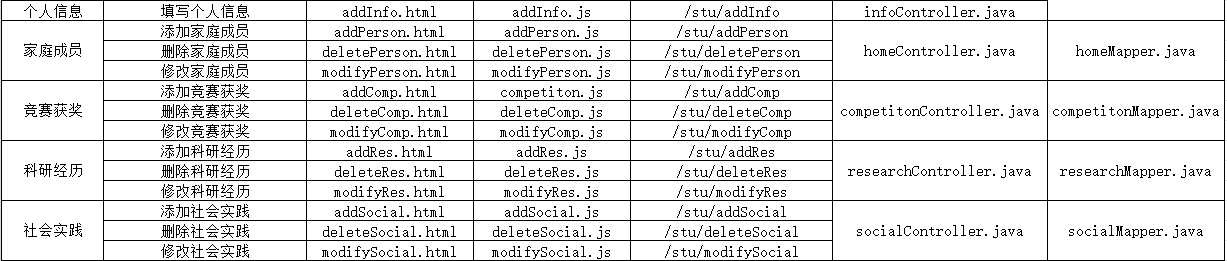 个人信息 填写个人信息 addInfo.html addInfo.js /stu/addInfo infoController.java
添加家庭成员 addPerson.html addPerson.js /stu/addPerson
家庭成员 删除家庭成员 deletePerson.html deletePerson.js /stu/deletePerson homeController.java homeMapper.java
修改家庭成员 modifyPerson.html modifyPerson.js /stu/modifyPerson
添加竞赛获奖 addComp.html competiton.js /stu/addComp
竞赛获奖 删除竞赛获奖 deleteComp.html deleteComp.js /stu/deleteComp competitonController.java competitonMapper.java
修改竞赛获奖 modifyComp.html modifyComp.js /stu/modifyComp
添加科研经历 addRes.html addRes.js /stu/addRes
科研经历 删除科研经历 deleteRes.html deleteRes.js /stu/deleteRes researchController.java researchMapper.java
修改科研经历 modifyRes.html modifyRes.js /stu/modifyRes
添加社会实践 addSocial.html addSocial.js /stu/addSocial
社会实践 删除社会实践 deleteSocial.html deleteSocial.js /stu/deleteSocial socialController.java socialMapper.java
修改社会实践 modifySocial.html modifySocial.js /stu/modifySocial